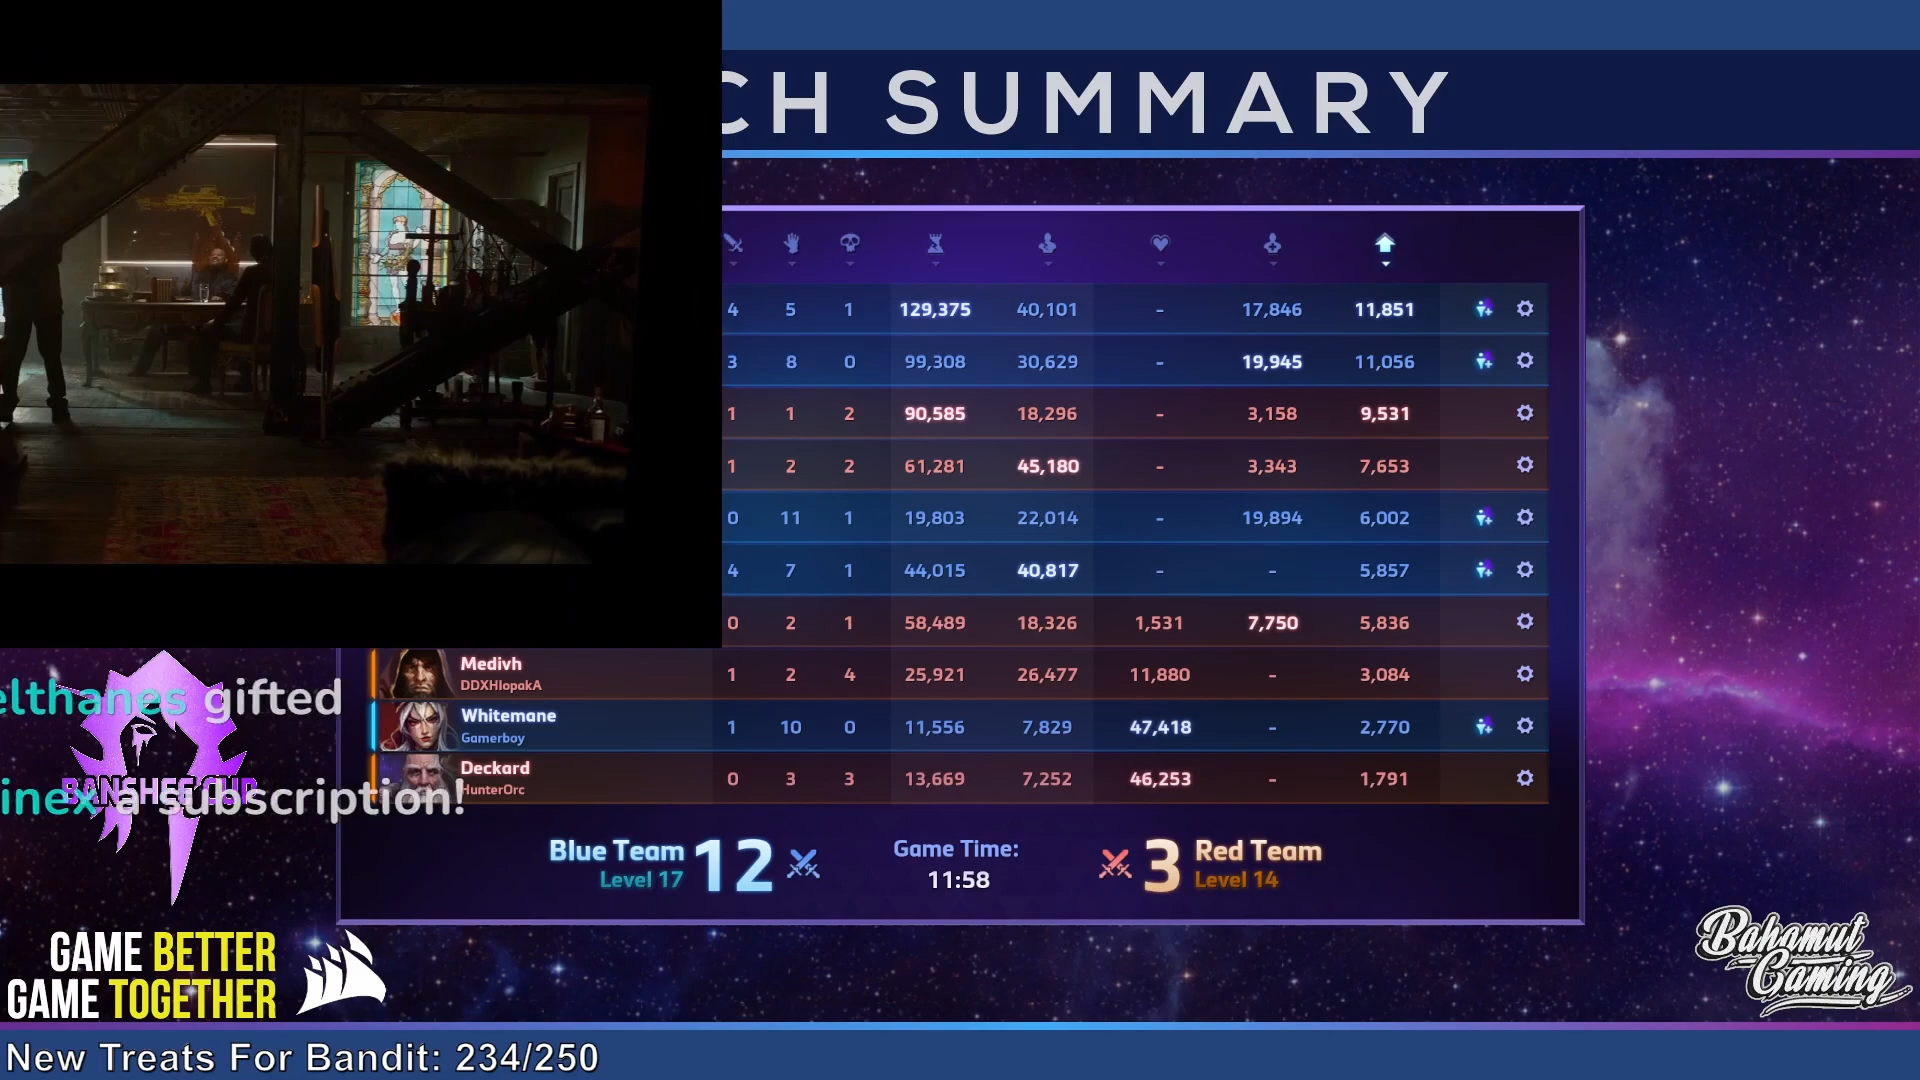 CH SUMMARY
4 5 1 129,375 40,101 - 17,846 11,851
3 8 0 99,308 30,629 - 19,945 11,056
1 1 2 90,585 18,296 - 3,158 9,531
1 2 2 61,281 45,180 - 3,343 7,653
0 11 1 19,803 22,014 - 19,894 6,002
4 7 1 44,015 40,817 - - 5,857
0 2 1 58,489 18,326 1,531 7,750 5,836
Medivh
DDXHlopakA
1 2 4 25,921 26,477 11,880 - 3,084
Whitemane
Gamerboy
1 10 0 11,556 7,829 47,418 - 2,770
Deckard
HunterOrc
0 3 3 13,669 7,252 46,253 - 1,791
elthanes gifted
inex a subscription!
BANSHEE CUP
Blue Team 12
Level 17
Game Time:
11:58
3 Red Team
Level 14
GAME BETTER
GAME TOGETHER
Bahamut
Gaming
New Treats For Bandit: 234/250